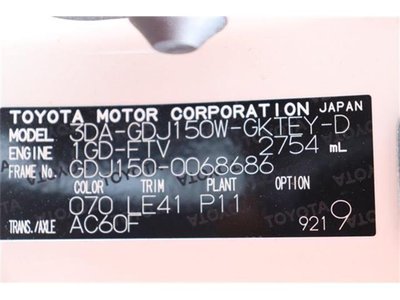 TOYOTA MOTOR CORPORATION JAPAN
MODEL 3DA-GDJ150W-GKTEY-D
ENGINE 1GD-FTV 2754 mL
FRAME No. GDJ150-0068686
COLOR TRIM PLANT OPTION
070 LE41 P11
TRANS./AXLE AC60F 9219